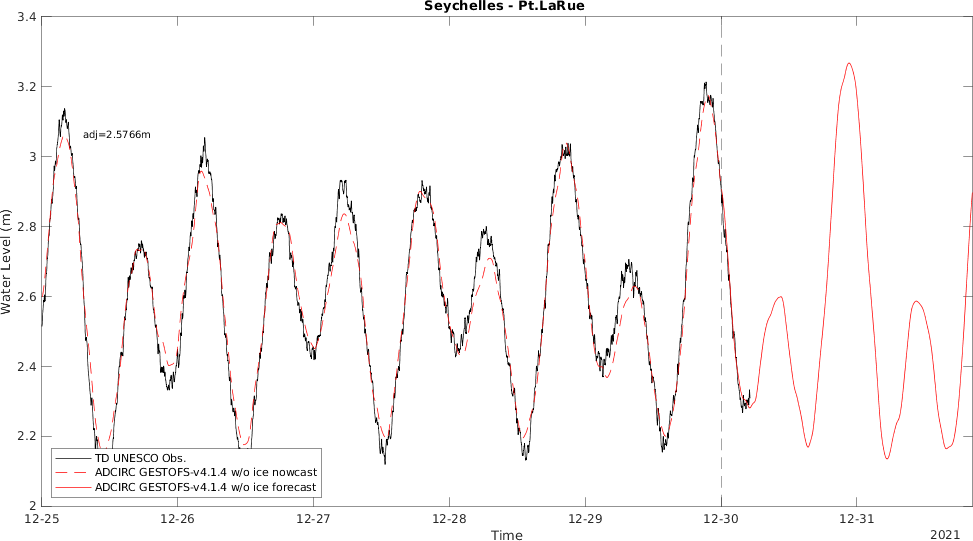 Seychelles - Pt.LaRue
3.4
3.2
3
2.8
2.6
2.4
2.2
2
Water Level (m)
adj=2.5766m
TD UNESCO Obs.
ADCIRC GESTOFS-v4.1.4 w/o ice nowcast
ADCIRC GESTOFS-v4.1.4 w/o ice forecast
12-25 12-26 12-27 12-28 12-29 12-30 12-31
Time
2021